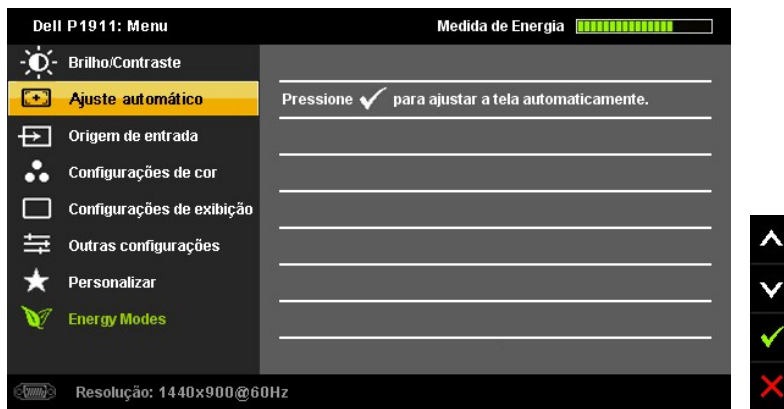 Dell P1911: Menu
Medida de Energia
Brilho/Contraste
Ajuste automático
Pressione para ajustar a tela automaticamente.
Origem de entrada
Configurações de cor
Configurações de exibição
Outras configurações
Personalizar
Energy Modes
Resolução: 1440x900@60Hz